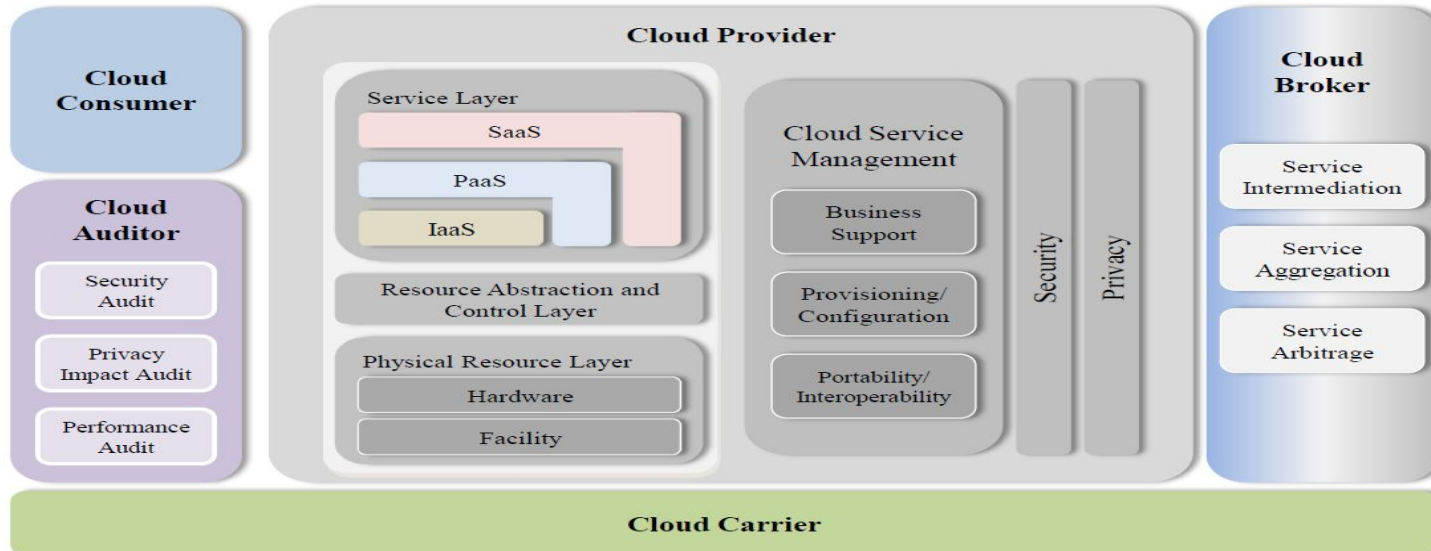 Cloud
Consumer
Cloud
Auditor
Security
Audit
Privacy
Impact Audit
Performance
Audit
Cloud Provider
Service Layer
SaaS
PaaS
IaaS
Resource Abstraction and
Control Layer
Physical Resource Layer
Hardware
Facility
Cloud Service
Management
Business
Support
Provisioning/
Configuration
Portability/
Interoperability
Security
Privacy
Cloud
Broker
Service
Intermediation
Service
Aggregation
Service
Arbitrage
Cloud Carrier